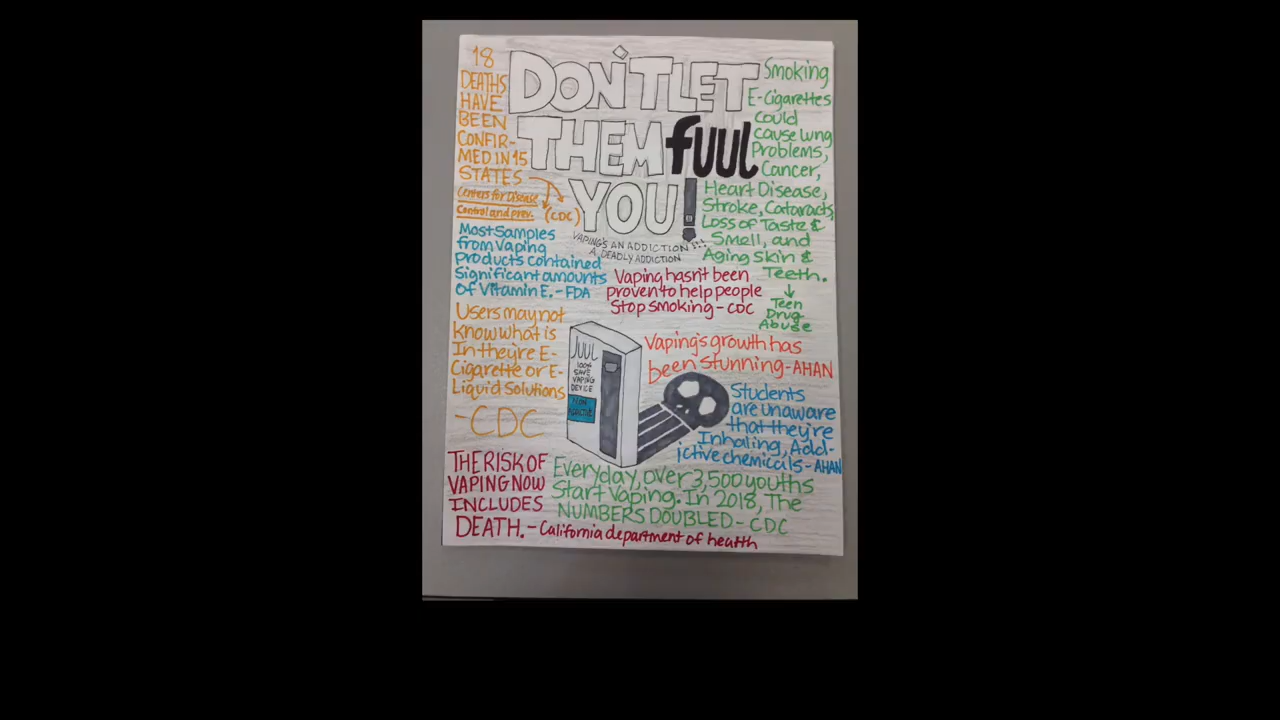 DON'T LET
THEM fuul
YOU!
VAPING'S AN ADDICTION !!!
A DEADLY ADDICTION
18
DEATHS
HAVE
BEEN
CONFIR-
MED IN 15
STATES
Centers for Disease
Control and prev. (CDC)
Most Samples
from Vaping
Products contained
Significant amounts
Of Vitamin E. - FDA
Users may not
Know what is
In they're E-
Cigarette or E-
Liquid Solutions
- CDC
THE RISK OF
VAPING NOW
INCLUDES
DEATH. - California department of health
Smoking
E-Cigarettes
could
cause lung
Problems,
Cancer,
Heart Disease,
Stroke, Cataracts,
Loss of Taste &
Smell, and
Aging Skin &
Teeth.
Teen
Drug
Abuse
Vaping hasn't been
proven to help people
Stop smoking - CDC
Vaping's growth has
been stunning - AHAN
JUUL
100%
SAVE
VAPING
DEVICE
NON
ADDICTIVE
Students
are unaware
that they're
Inhaling, Add-
ictive chemicals - AHAN
Everyday, over 3,500 youths
Start Vaping. In 2018, The
NUMBERS DOUBLED - CDC